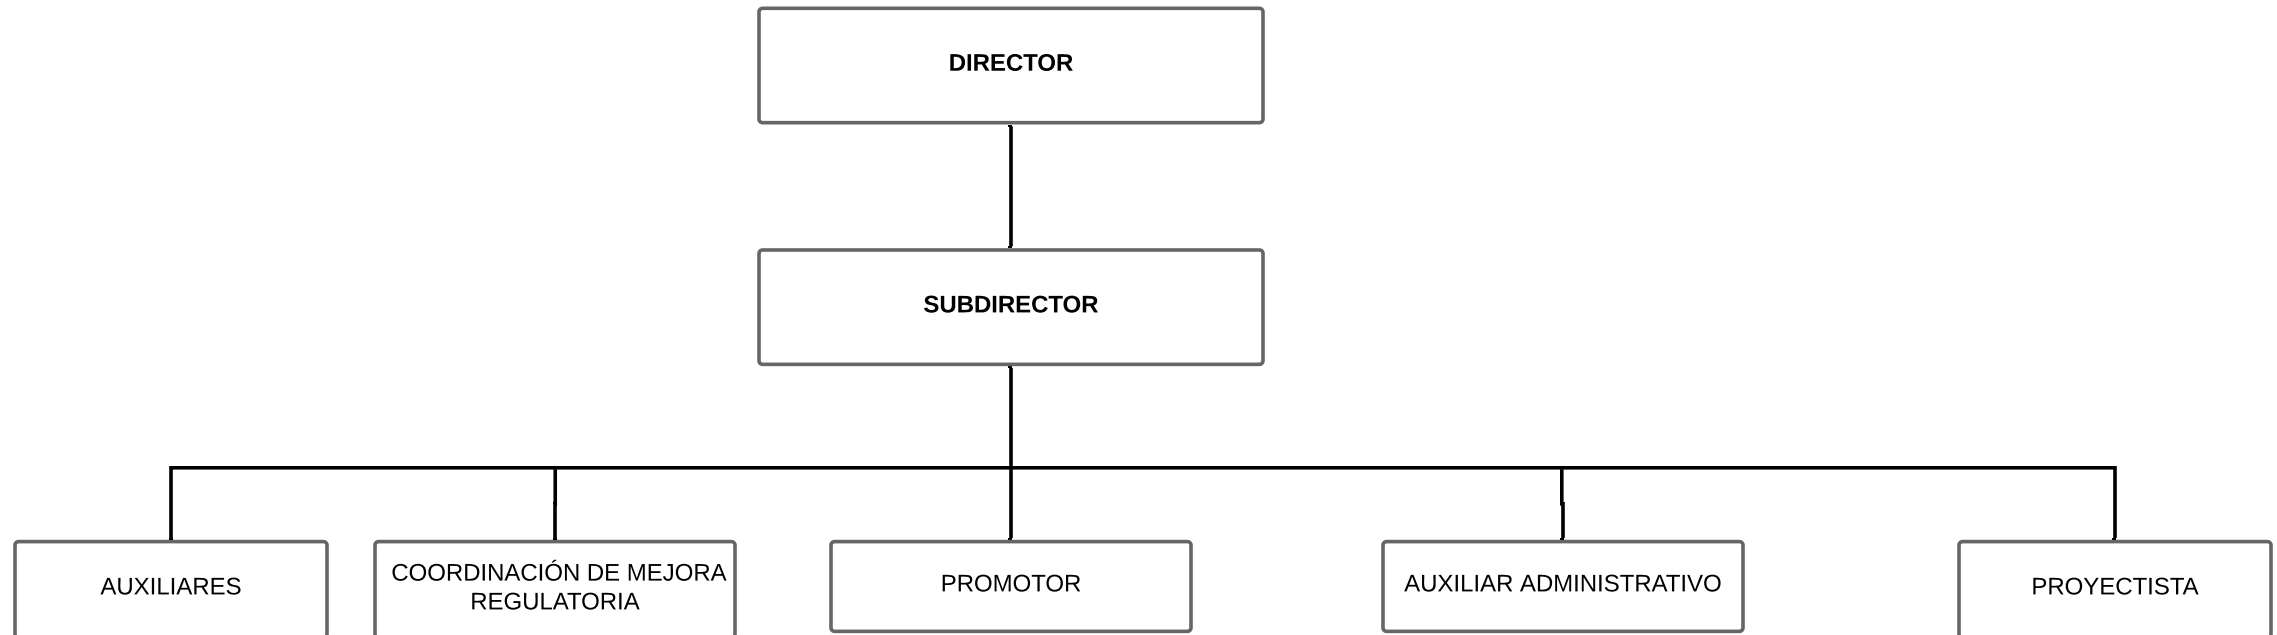 DIRECTOR
SUBDIRECTOR
AUXILIARES
COORDINACIÓN DE MEJORA
REGULATORIA
PROMOTOR
AUXILIAR ADMINISTRATIVO
PROYECTISTA